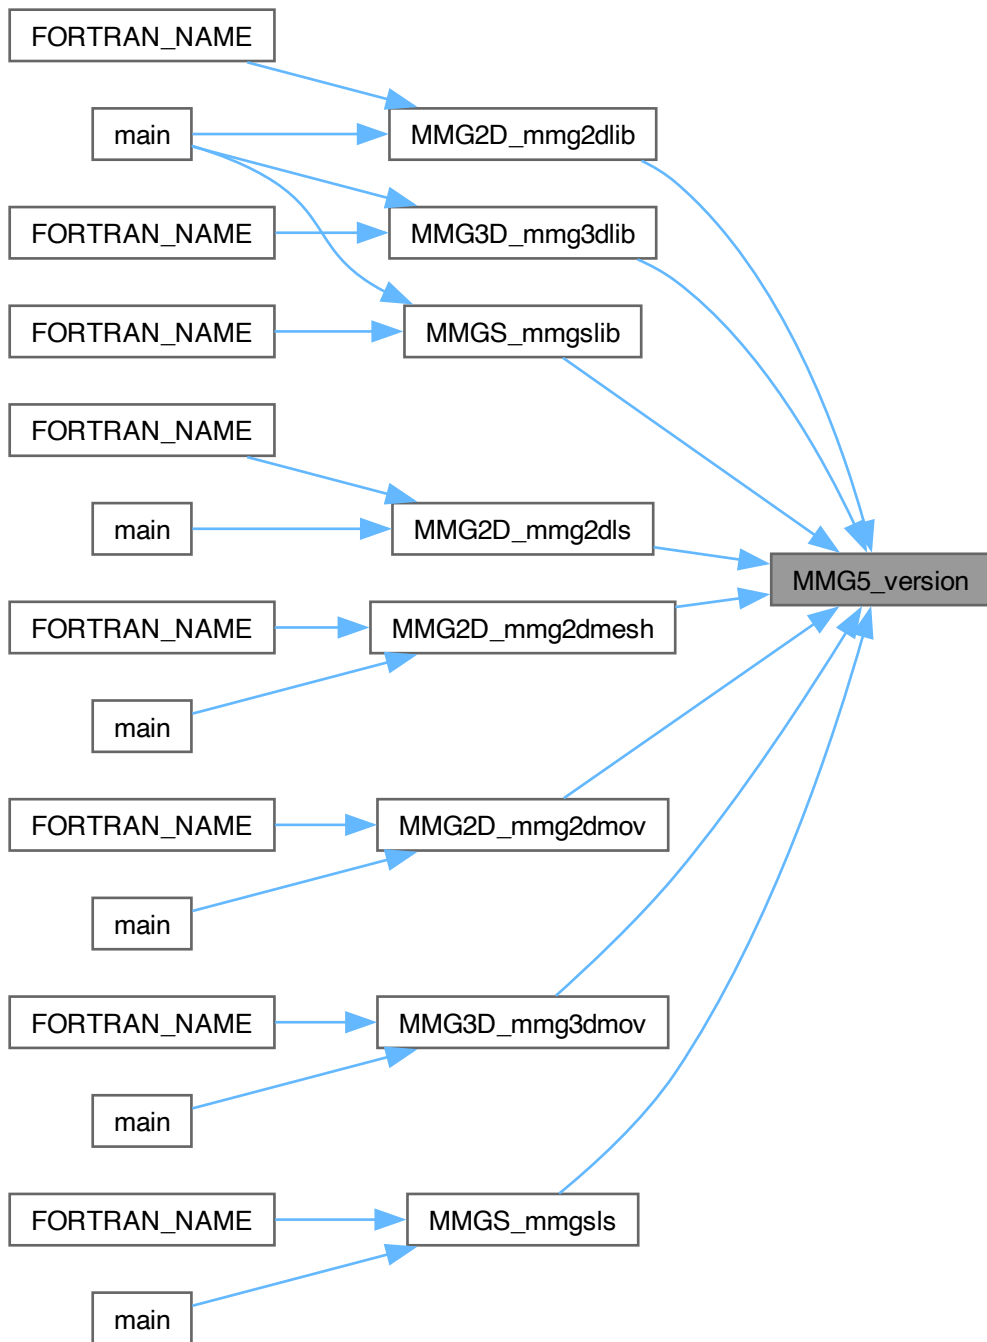 FORTRAN_NAME
main
MMG2D_mmg2dlib
FORTRAN_NAME
MMG3D_mmg3dlib
FORTRAN_NAME
MMGS_mmgslib
FORTRAN_NAME
main
MMG2D_mmg2dls
MMG5_version
FORTRAN_NAME
MMG2D_mmg2dmesh
main
FORTRAN_NAME
MMG2D_mmg2dmov
main
FORTRAN_NAME
MMG3D_mmg3dmov
main
FORTRAN_NAME
MMGS_mmgsls
main